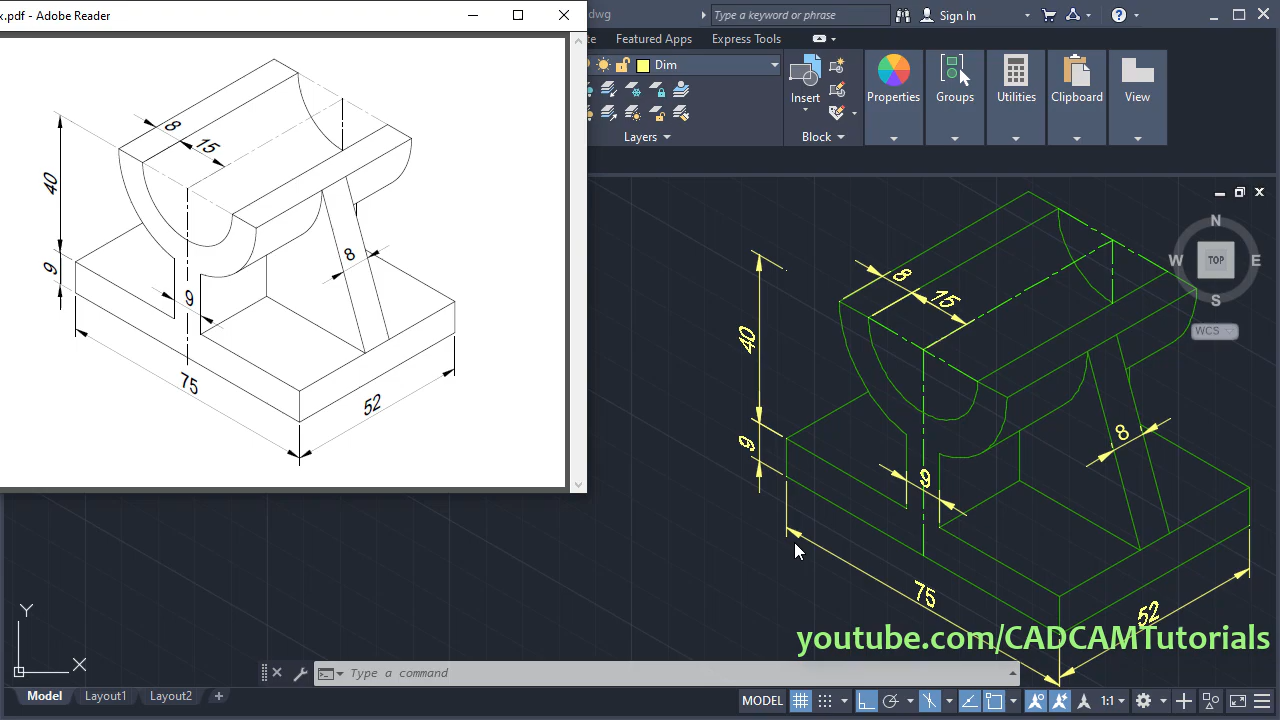 x.pdf - Adobe Reader
dwg
Type a keyword or phrase
Sign In
Featured Apps
Express Tools
Dim
Insert
Properties
Groups
Utilities
Clipboard
View
Layers
Block
8
15
40
9
9
8
75
52
N
W
TOP
E
S
WCS
8
15
40
9
9
8
75
52
youtube.com/CADCAMTutorials
Y
X
Type a command
Model
Layout1
Layout2
+
MODEL
1:1